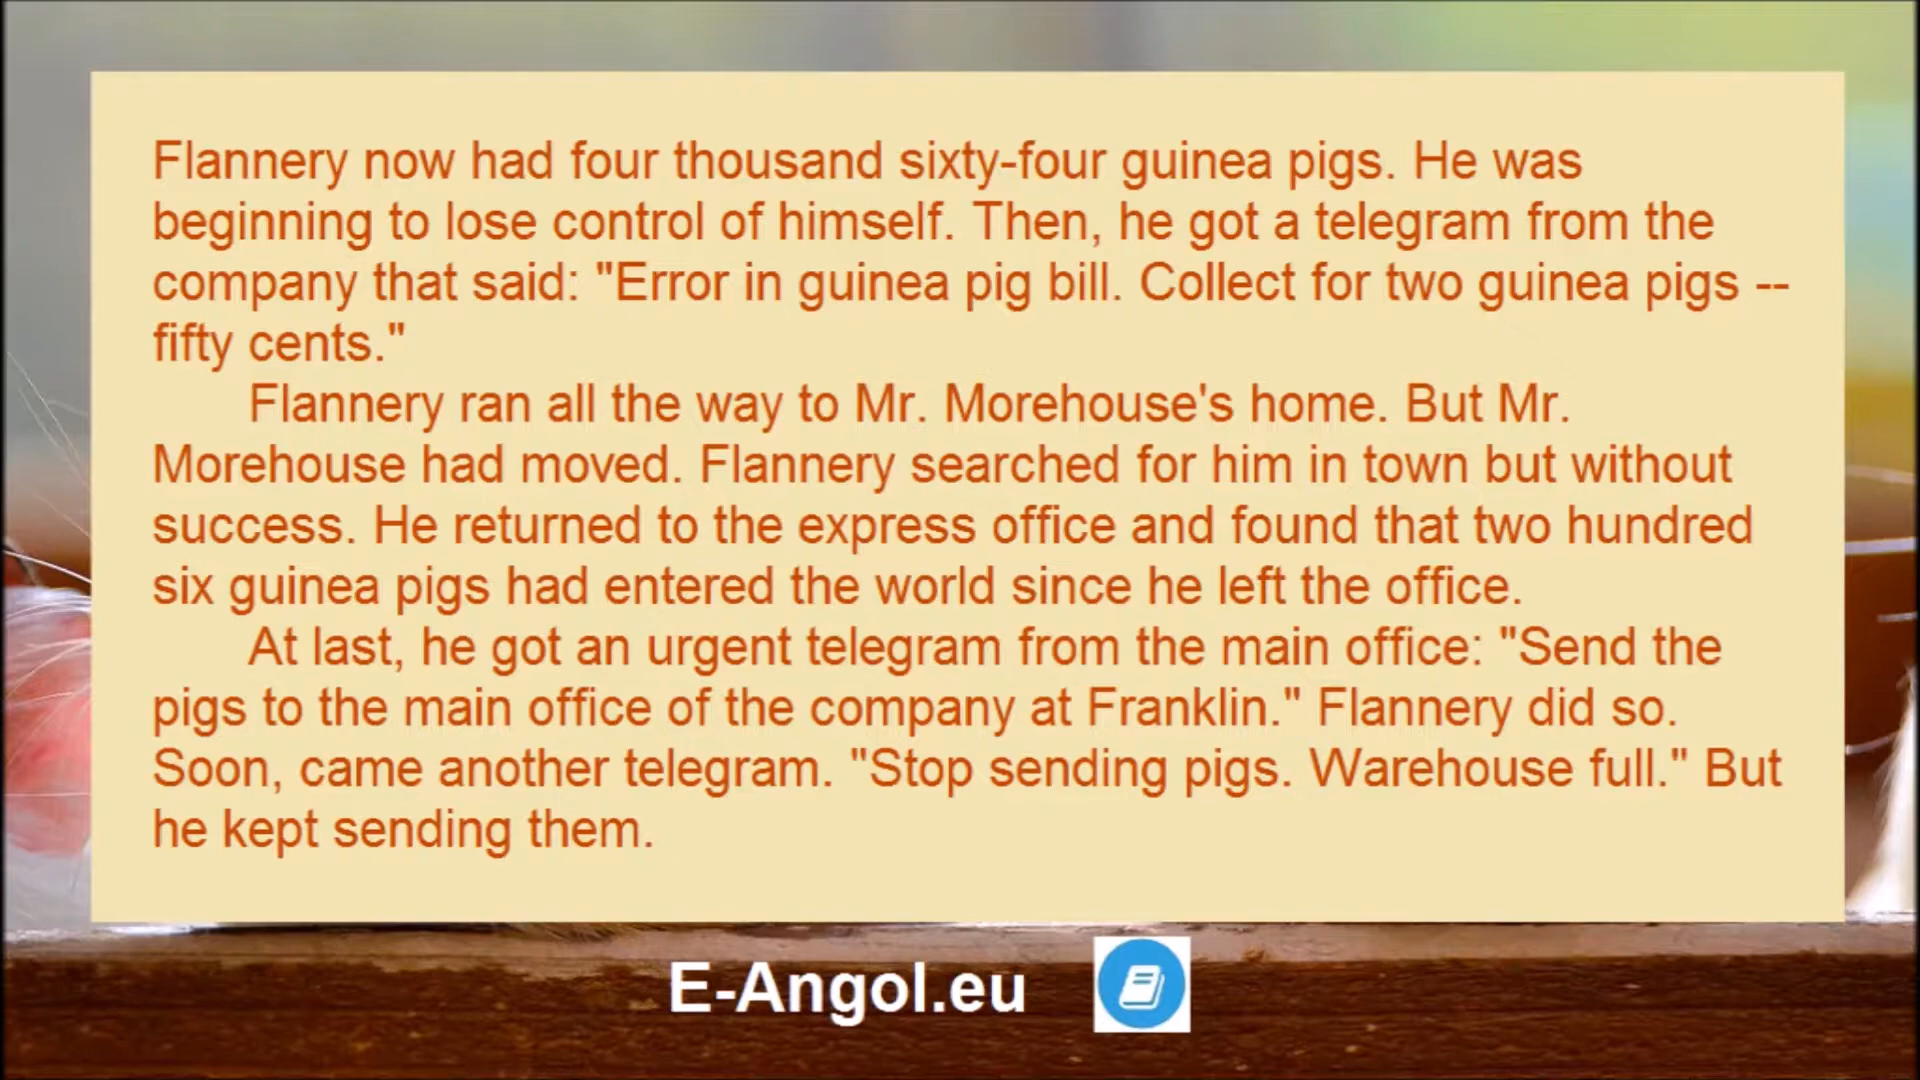 Flannery now had four thousand sixty-four guinea pigs. He was
beginning to lose control of himself. Then, he got a telegram from the
company that said: "Error in guinea pig bill. Collect for two guinea pigs --
fifty cents."
Flannery ran all the way to Mr. Morehouse's home. But Mr.
Morehouse had moved. Flannery searched for him in town but without
success. He returned to the express office and found that two hundred
six guinea pigs had entered the world since he left the office.
At last, he got an urgent telegram from the main office: "Send the
pigs to the main office of the company at Franklin." Flannery did so.
Soon, came another telegram. "Stop sending pigs. Warehouse full." But
he kept sending them.
E-Angol.eu